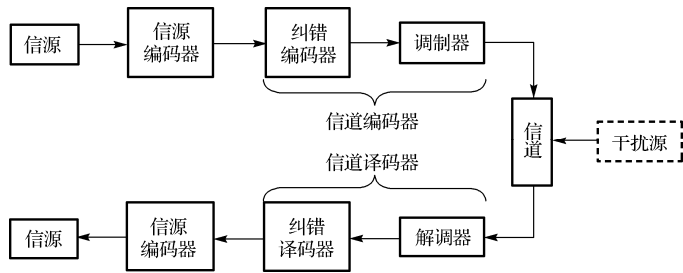 信源
信源
编码器
纠错
编码器
调制器
信道编码器
信道
干扰源
信道译码器
信源
信源
编码器
纠错
译码器
解调器